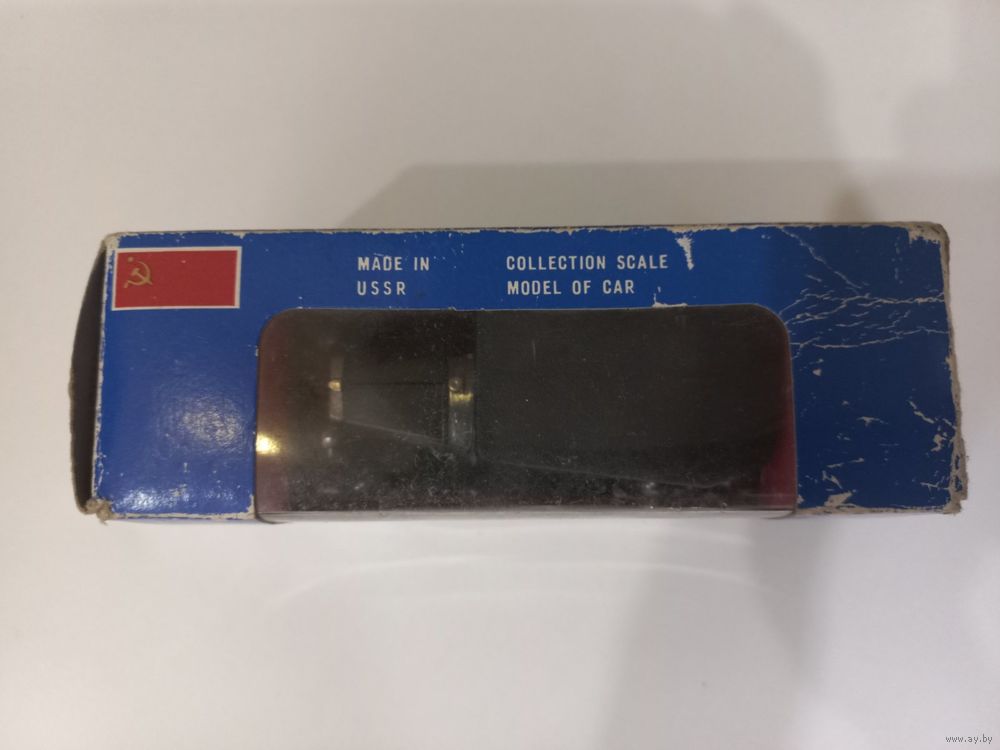 MADE IN
USSR
COLLECTION SCALE
MODEL OF CAR
www.ay.by